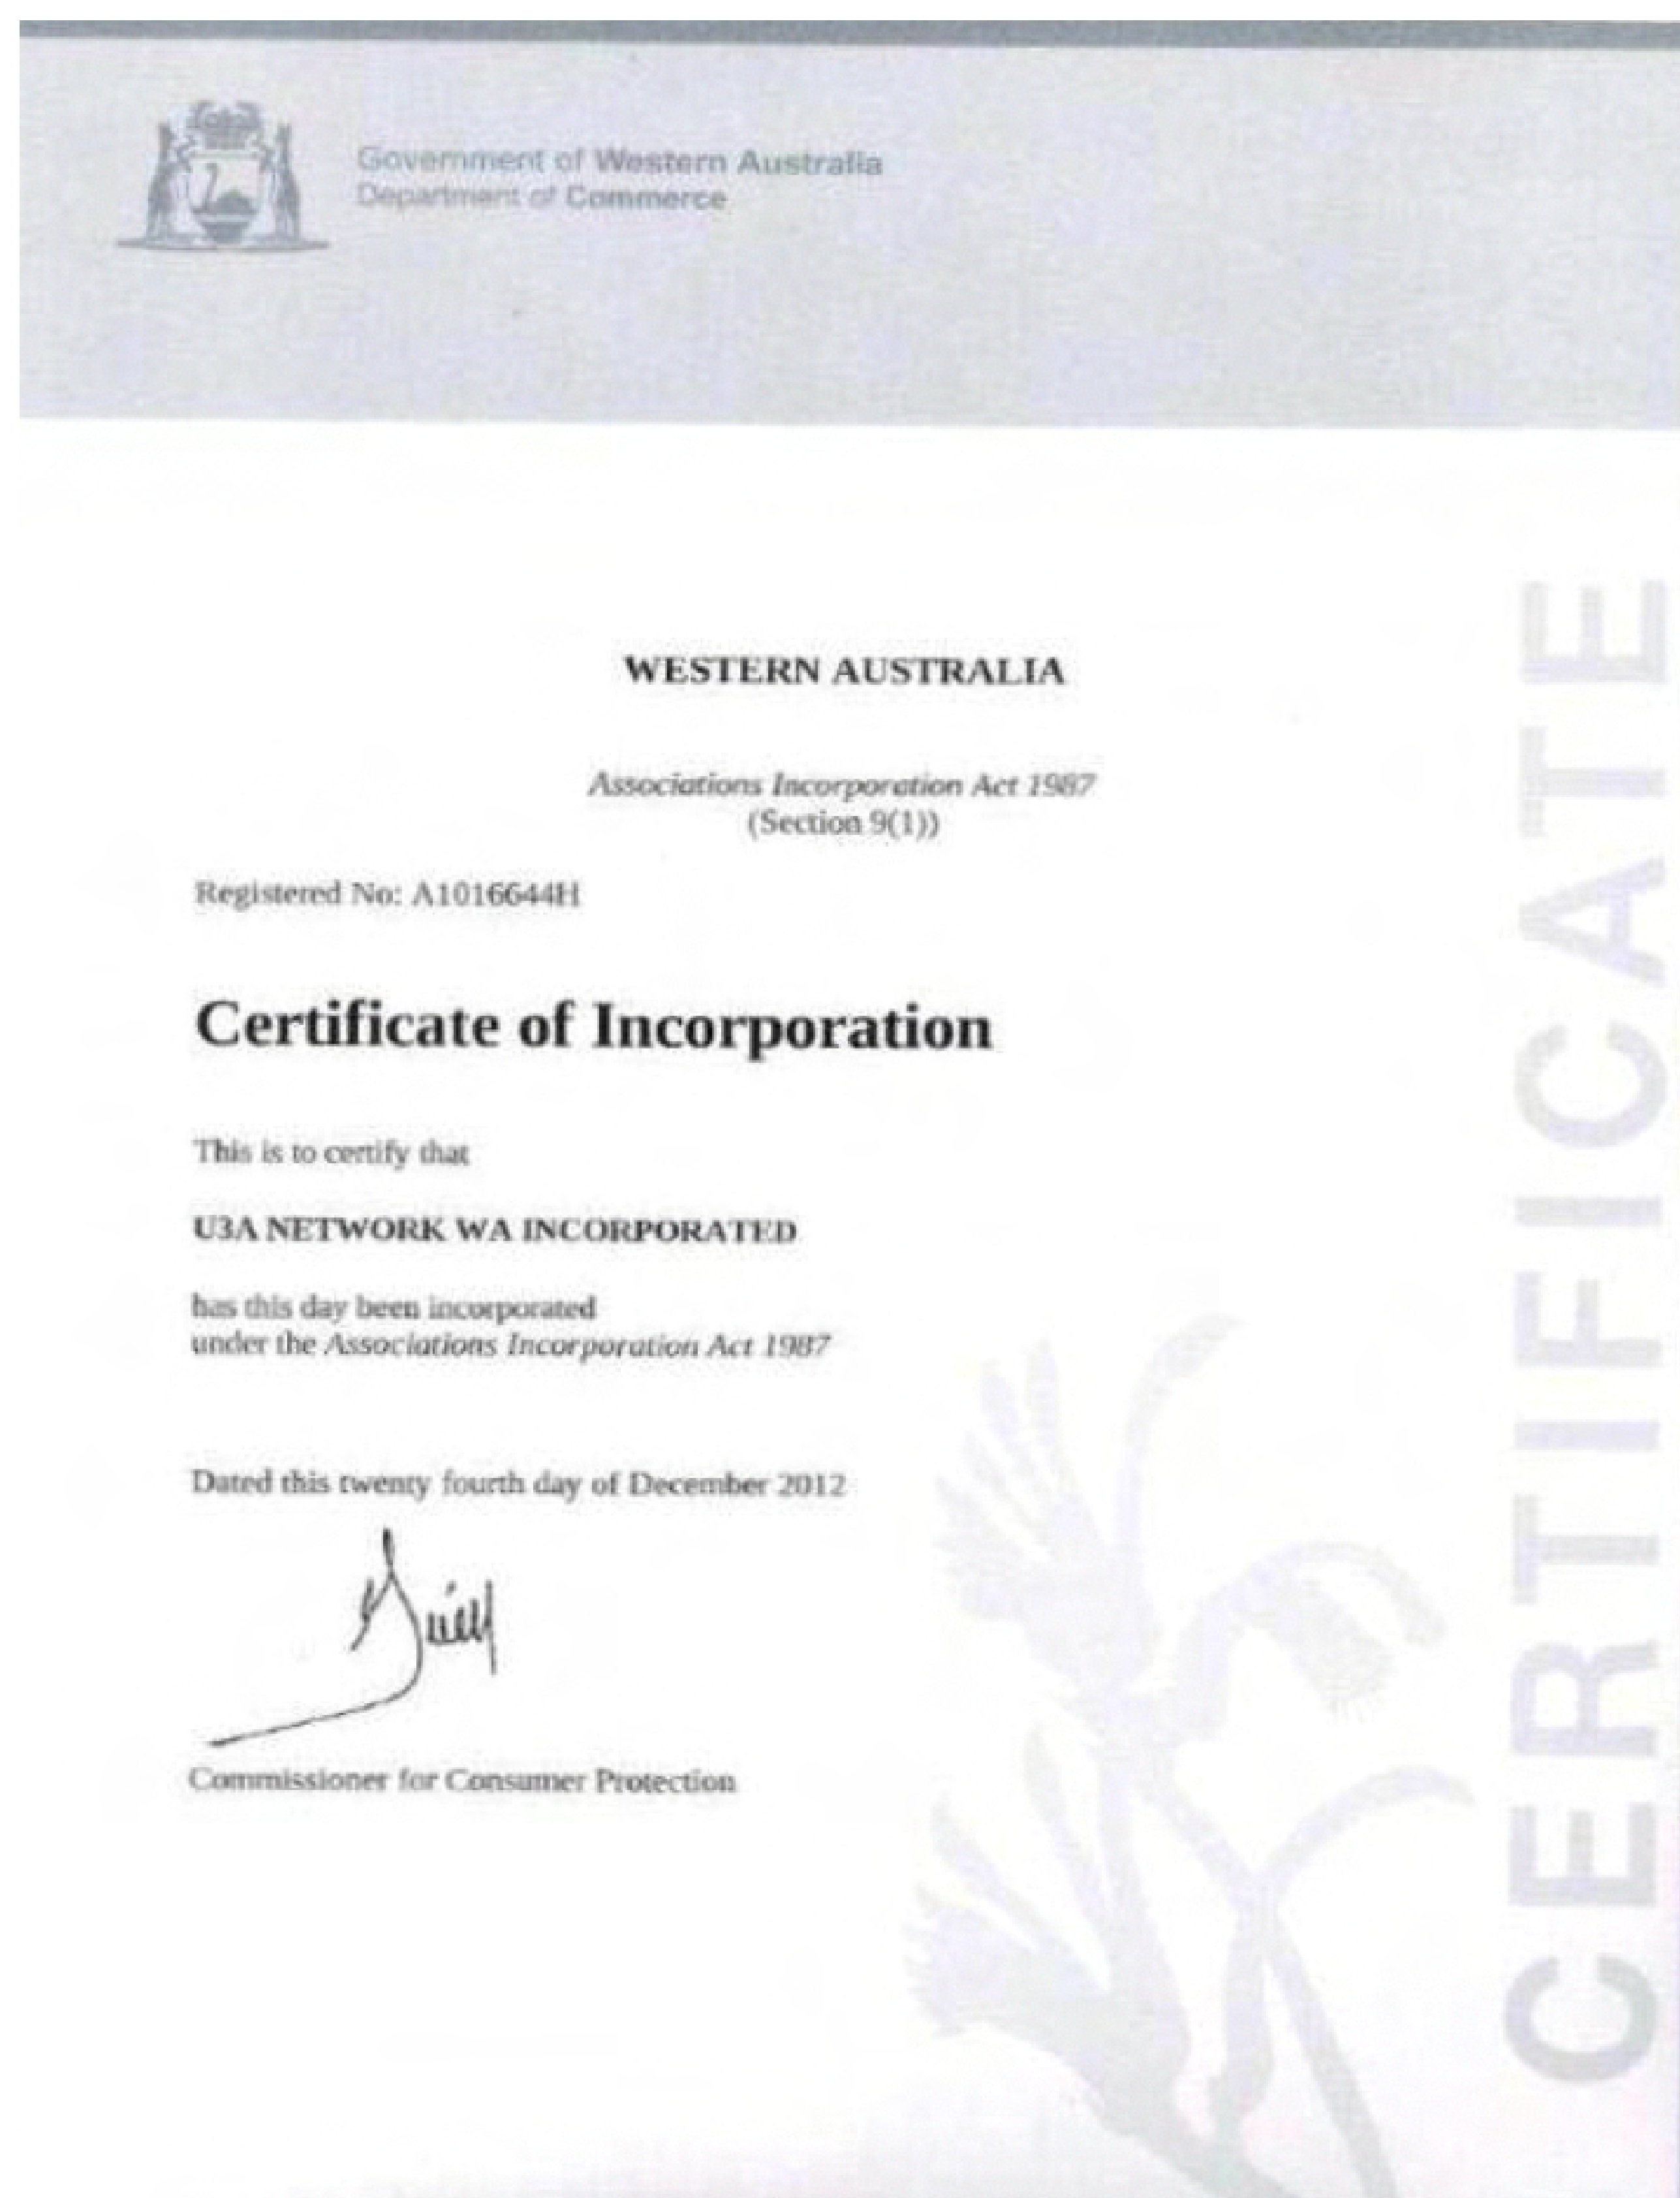 Government of Western Australia
Department of Commerce
WESTERN AUSTRALIA
Associations Incorporation Act 1987
(Section 9(1))
Registered No: A1016644H
Certificate of Incorporation
This is to certify that
U3A NETWORK WA INCORPORATED
has this day been incorporated
under the Associations Incorporation Act 1987
Dated this twenty fourth day of December 2012
Commissioner for Consumer Protection
CERTIFICATE